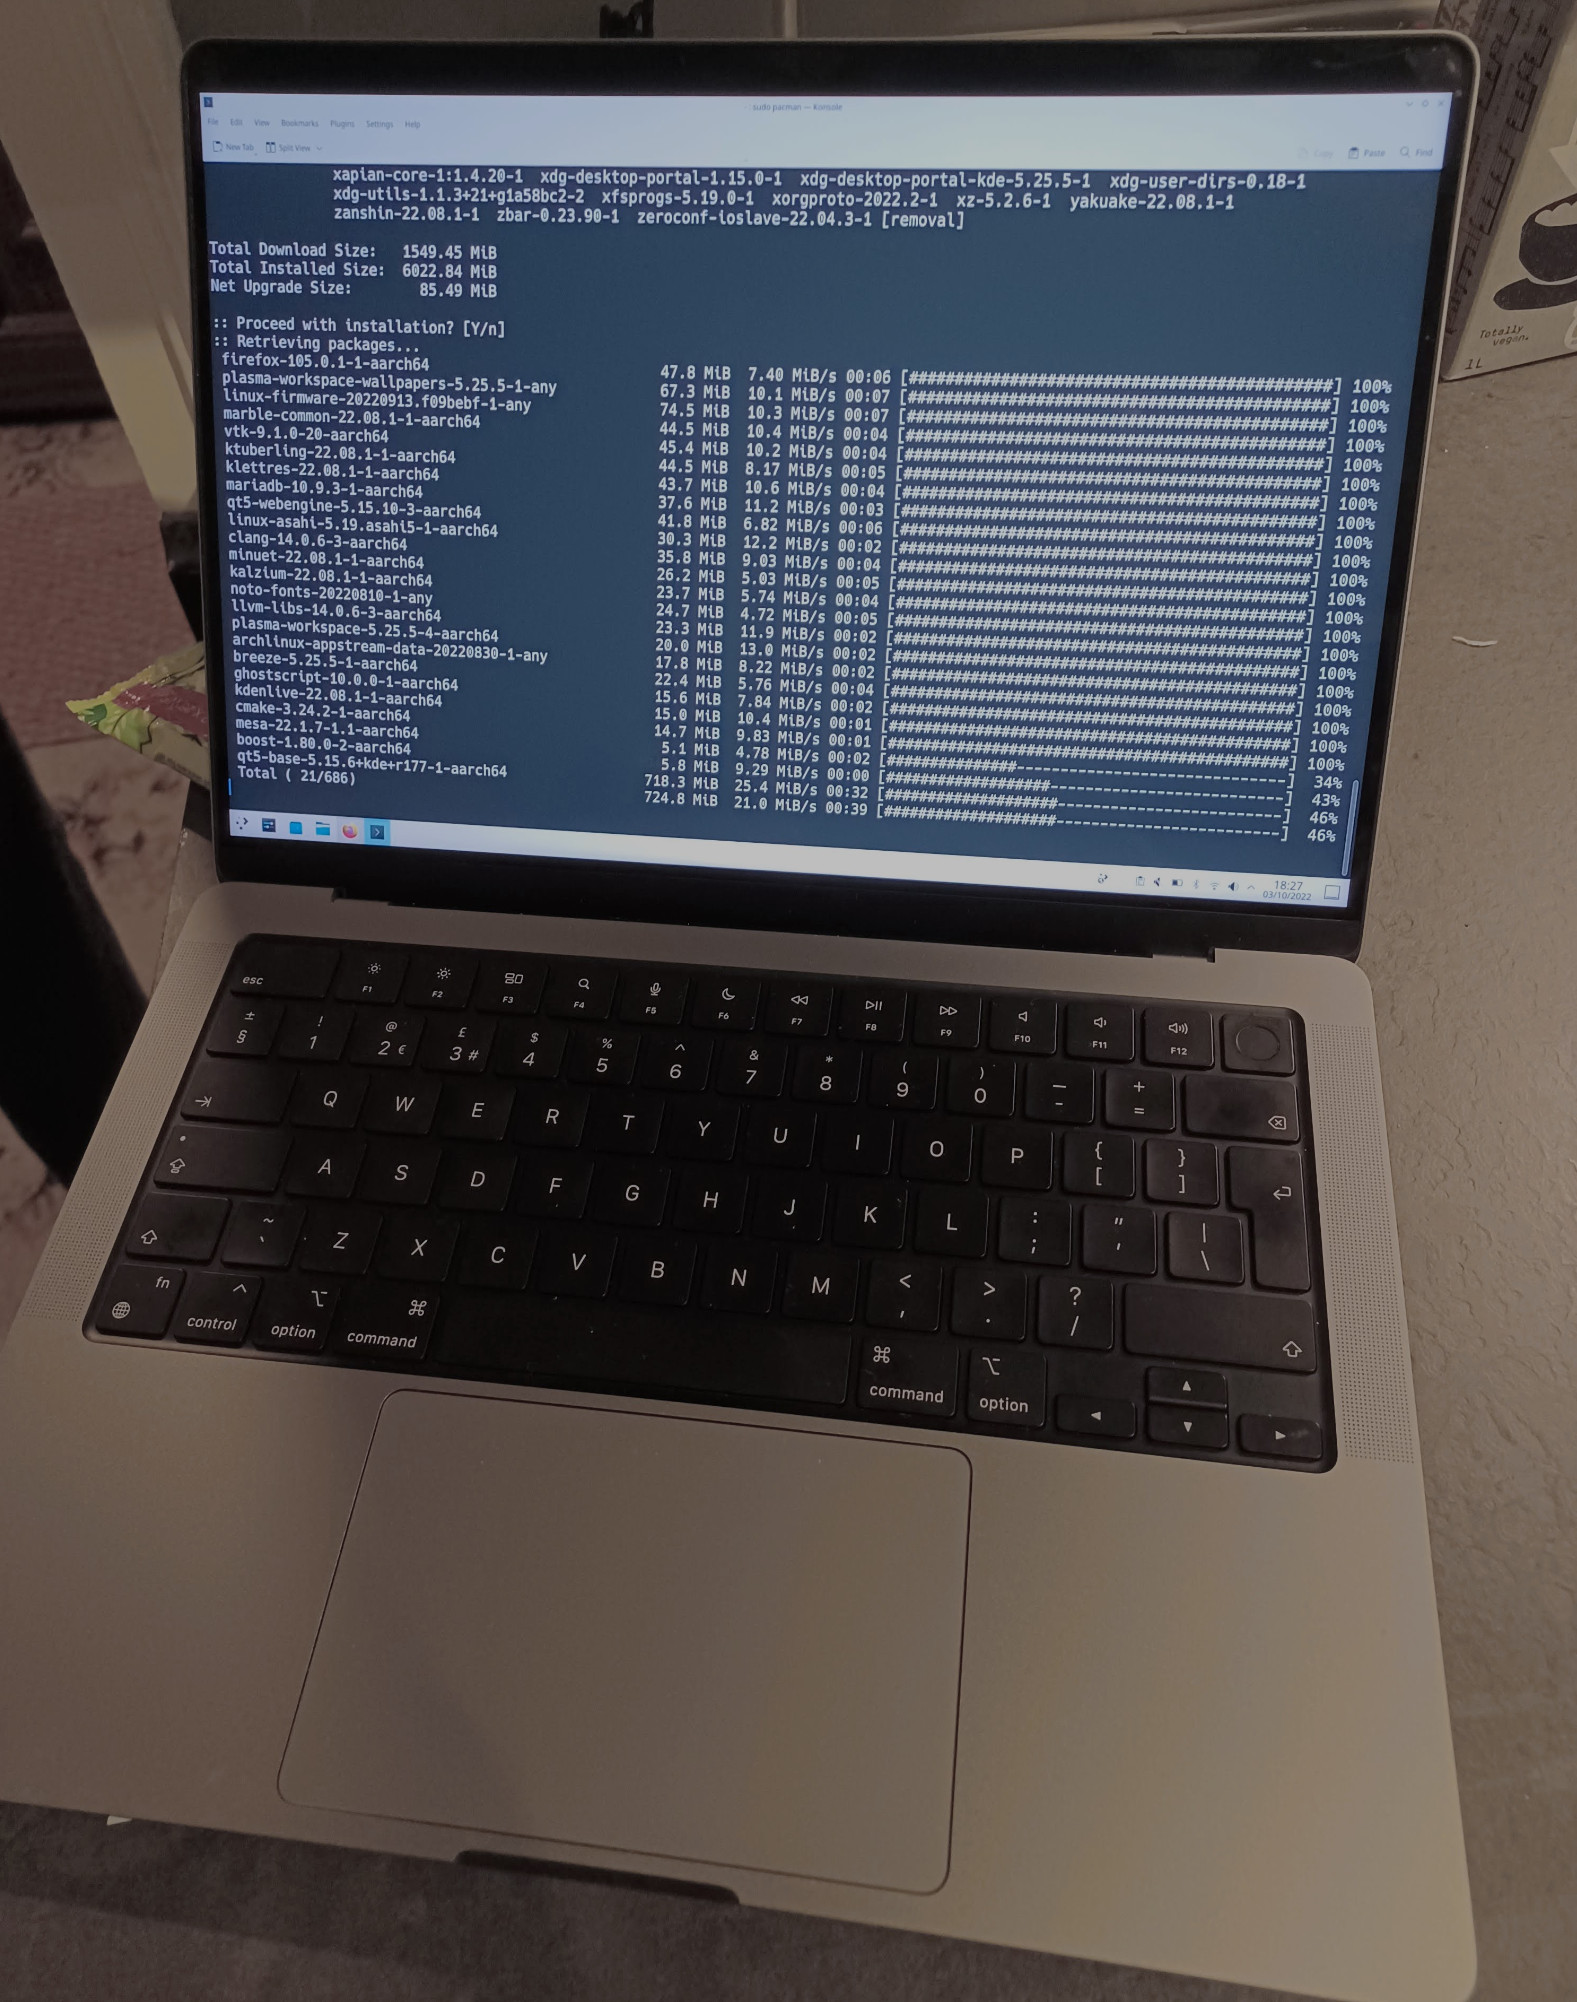 sudo pacman — Konsole
File Edit View Bookmarks Plugins Settings Help
New Tab Split View Copy Paste Find
xapian-core-1:1.4.20-1 xdg-desktop-portal-1.15.0-1 xdg-desktop-portal-kde-5.25.5-1 xdg-user-dirs-0.18-1
xdg-utils-1.1.3+21+g1a58bc2-2 xfsprogs-5.19.0-1 xorgproto-2022.2-1 xz-5.2.6-1 yakuake-22.08.1-1
zanshin-22.08.1-1 zbar-0.23.90-1 zeroconf-ioslave-22.04.3-1 [removal]
Total Download Size: 1549.45 MiB
Total Installed Size: 6022.84 MiB
Net Upgrade Size: 85.49 MiB
:: Proceed with installation? [Y/n]
:: Retrieving packages...
firefox-105.0.1-1-aarch64 47.8 MiB 7.40 MiB/s 00:06 [##############################################] 100%
plasma-workspace-wallpapers-5.25.5-1-any 67.3 MiB 10.1 MiB/s 00:07 [##############################################] 100%
linux-firmware-20220913.f09bebf-1-any 74.5 MiB 10.3 MiB/s 00:07 [##############################################] 100%
marble-common-22.08.1-1-aarch64 44.5 MiB 10.4 MiB/s 00:04 [##############################################] 100%
vtk-9.1.0-20-aarch64 45.4 MiB 10.2 MiB/s 00:04 [##############################################] 100%
ktuberling-22.08.1-1-aarch64 44.5 MiB 8.17 MiB/s 00:05 [##############################################] 100%
klettres-22.08.1-1-aarch64 43.7 MiB 10.6 MiB/s 00:04 [##############################################] 100%
mariadb-10.9.3-1-aarch64 37.6 MiB 11.2 MiB/s 00:03 [##############################################] 100%
qt5-webengine-5.15.10-3-aarch64 41.8 MiB 6.82 MiB/s 00:06 [##############################################] 100%
linux-asahi-5.19.asahi5-1-aarch64 30.3 MiB 12.2 MiB/s 00:02 [##############################################] 100%
clang-14.0.6-3-aarch64 35.8 MiB 9.03 MiB/s 00:04 [##############################################] 100%
minuet-22.08.1-1-aarch64 26.2 MiB 5.03 MiB/s 00:05 [##############################################] 100%
kalzium-22.08.1-1-aarch64 23.7 MiB 5.74 MiB/s 00:04 [##############################################] 100%
noto-fonts-20220810-1-any 24.7 MiB 4.72 MiB/s 00:05 [##############################################] 100%
llvm-libs-14.0.6-3-aarch64 23.3 MiB 11.9 MiB/s 00:02 [##############################################] 100%
plasma-workspace-5.25.5-4-aarch64 20.0 MiB 13.0 MiB/s 00:02 [##############################################] 100%
archlinux-appstream-data-20220830-1-any 17.8 MiB 8.22 MiB/s 00:02 [##############################################] 100%
breeze-5.25.5-1-aarch64 22.4 MiB 5.76 MiB/s 00:04 [##############################################] 100%
ghostscript-10.0.0-1-aarch64 15.6 MiB 7.84 MiB/s 00:02 [##############################################] 100%
kdenlive-22.08.1-1-aarch64 15.0 MiB 10.4 MiB/s 00:01 [##############################################] 100%
cmake-3.24.2-1-aarch64 14.7 MiB 9.83 MiB/s 00:01 [##############################################] 100%
mesa-22.1.7-1.1-aarch64 5.1 MiB 4.78 MiB/s 00:02 [###############-------------------------------] 34%
boost-1.80.0-2-aarch64 5.8 MiB 9.29 MiB/s 00:00 [###################---------------------------] 43%
qt5-base-5.15.6+kde+r177-1-aarch64 718.3 MiB 25.4 MiB/s 00:32 [####################--------------------------] 46%
Total ( 21/686) 724.8 MiB 21.0 MiB/s 00:39 [####################--------------------------] 46%
18:27
03/10/2022
Totally
vegan.
1L
esc F1 F2 F3 F4 F5 F6 F7 F8 F9 F10 F11 F12
± § ! 1 @ 2 € £ 3 # $ 4 % 5 ^ 6 & 7 * 8 ( 9 ) 0 — - + =
Q W E R T Y U I O P { [ } ]
A S D F G H J K L : ; " ' | \
~ ` Z X C V B N M < , > . ? /
fn control option command command option